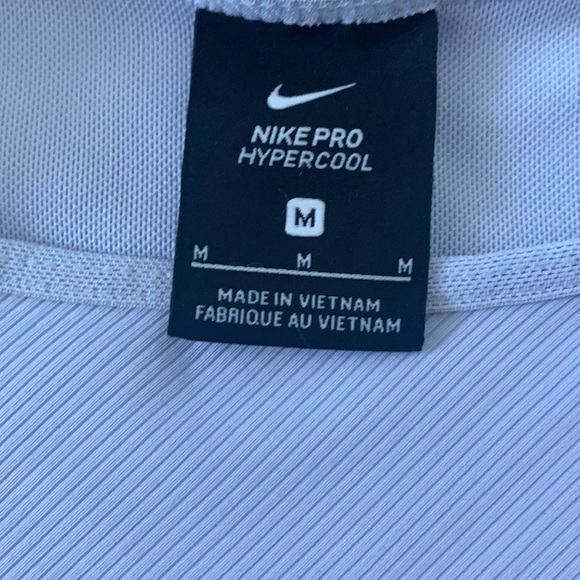 NIKE PRO
HYPERCOOL
M
M M M
MADE IN VIETNAM
FABRIQUE AU VIETNAM